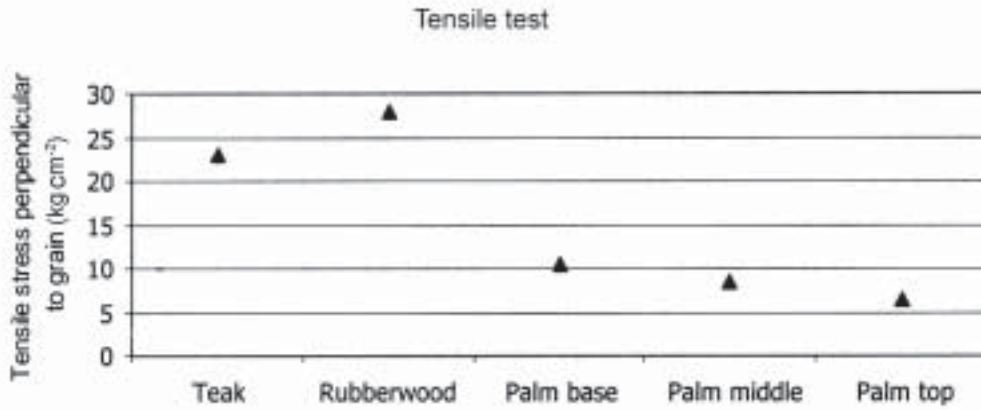 Tensile test
Tensile stress perpendicular
to grain (kg cm⁻²)
30
25
20
15
10
5
0
Teak
Rubberwood
Palm base
Palm middle
Palm top